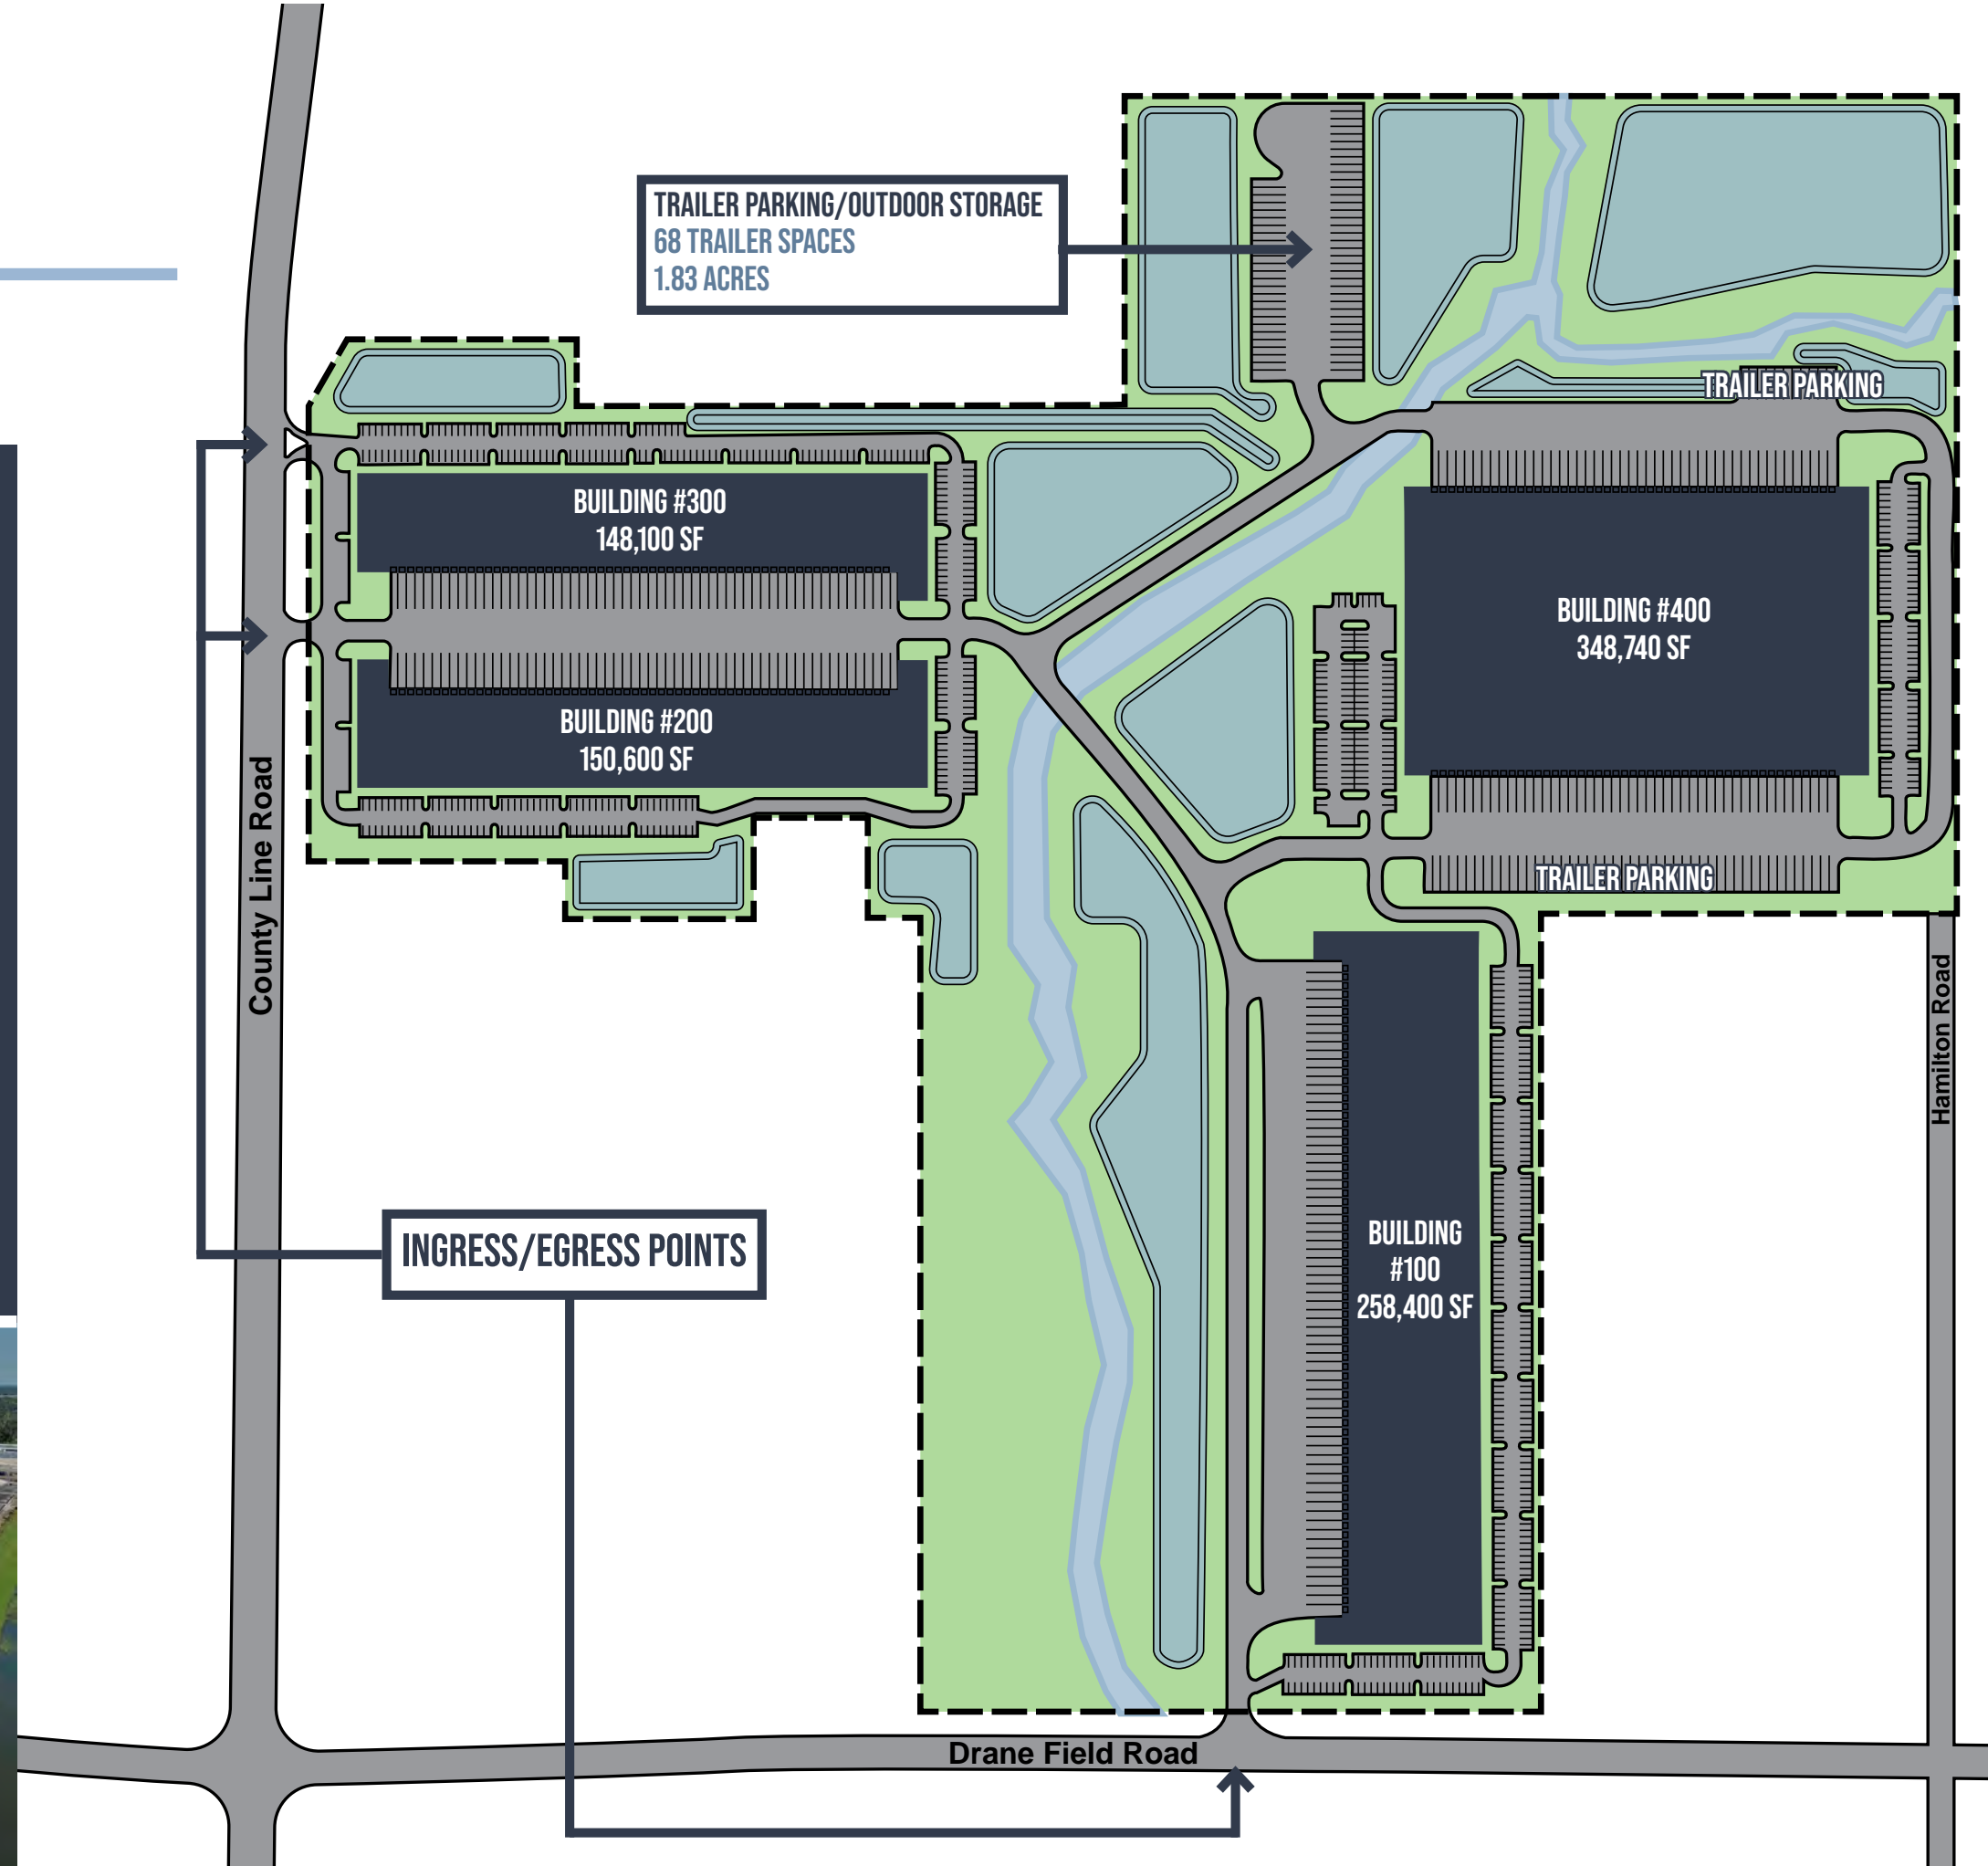 TRAILER PARKING/OUTDOOR STORAGE
68 TRAILER SPACES
1.83 ACRES
TRAILER PARKING
BUILDING #300
148,100 SF
BUILDING #400
348,740 SF
BUILDING #200
150,600 SF
County Line Road
TRAILER PARKING
Hamilton Road
INGRESS/EGRESS POINTS
BUILDING
#100
258,400 SF
Drane Field Road